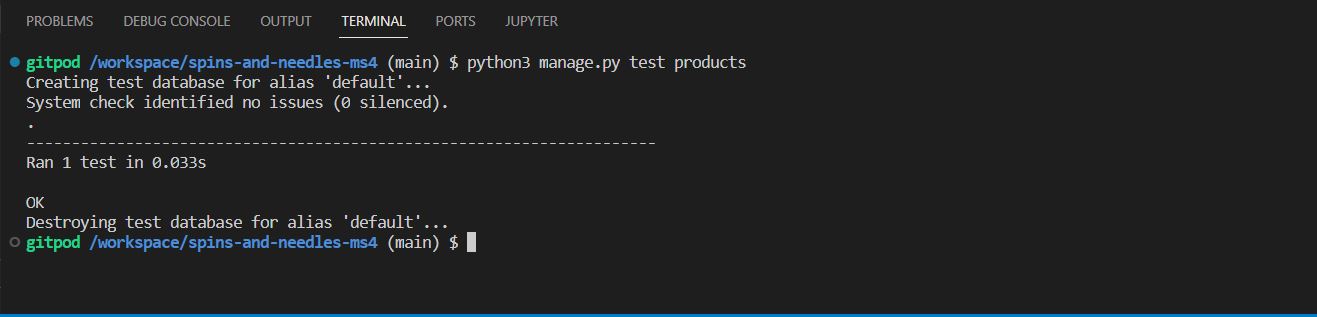 PROBLEMS DEBUG CONSOLE OUTPUT TERMINAL PORTS JUPYTER
gitpod /workspace/spins-and-needles-ms4 (main) $ python3 manage.py test products
Creating test database for alias 'default'...
System check identified no issues (0 silenced).
.
----------------------------------------------------------------------
Ran 1 test in 0.033s
OK
Destroying test database for alias 'default'...
gitpod /workspace/spins-and-needles-ms4 (main) $